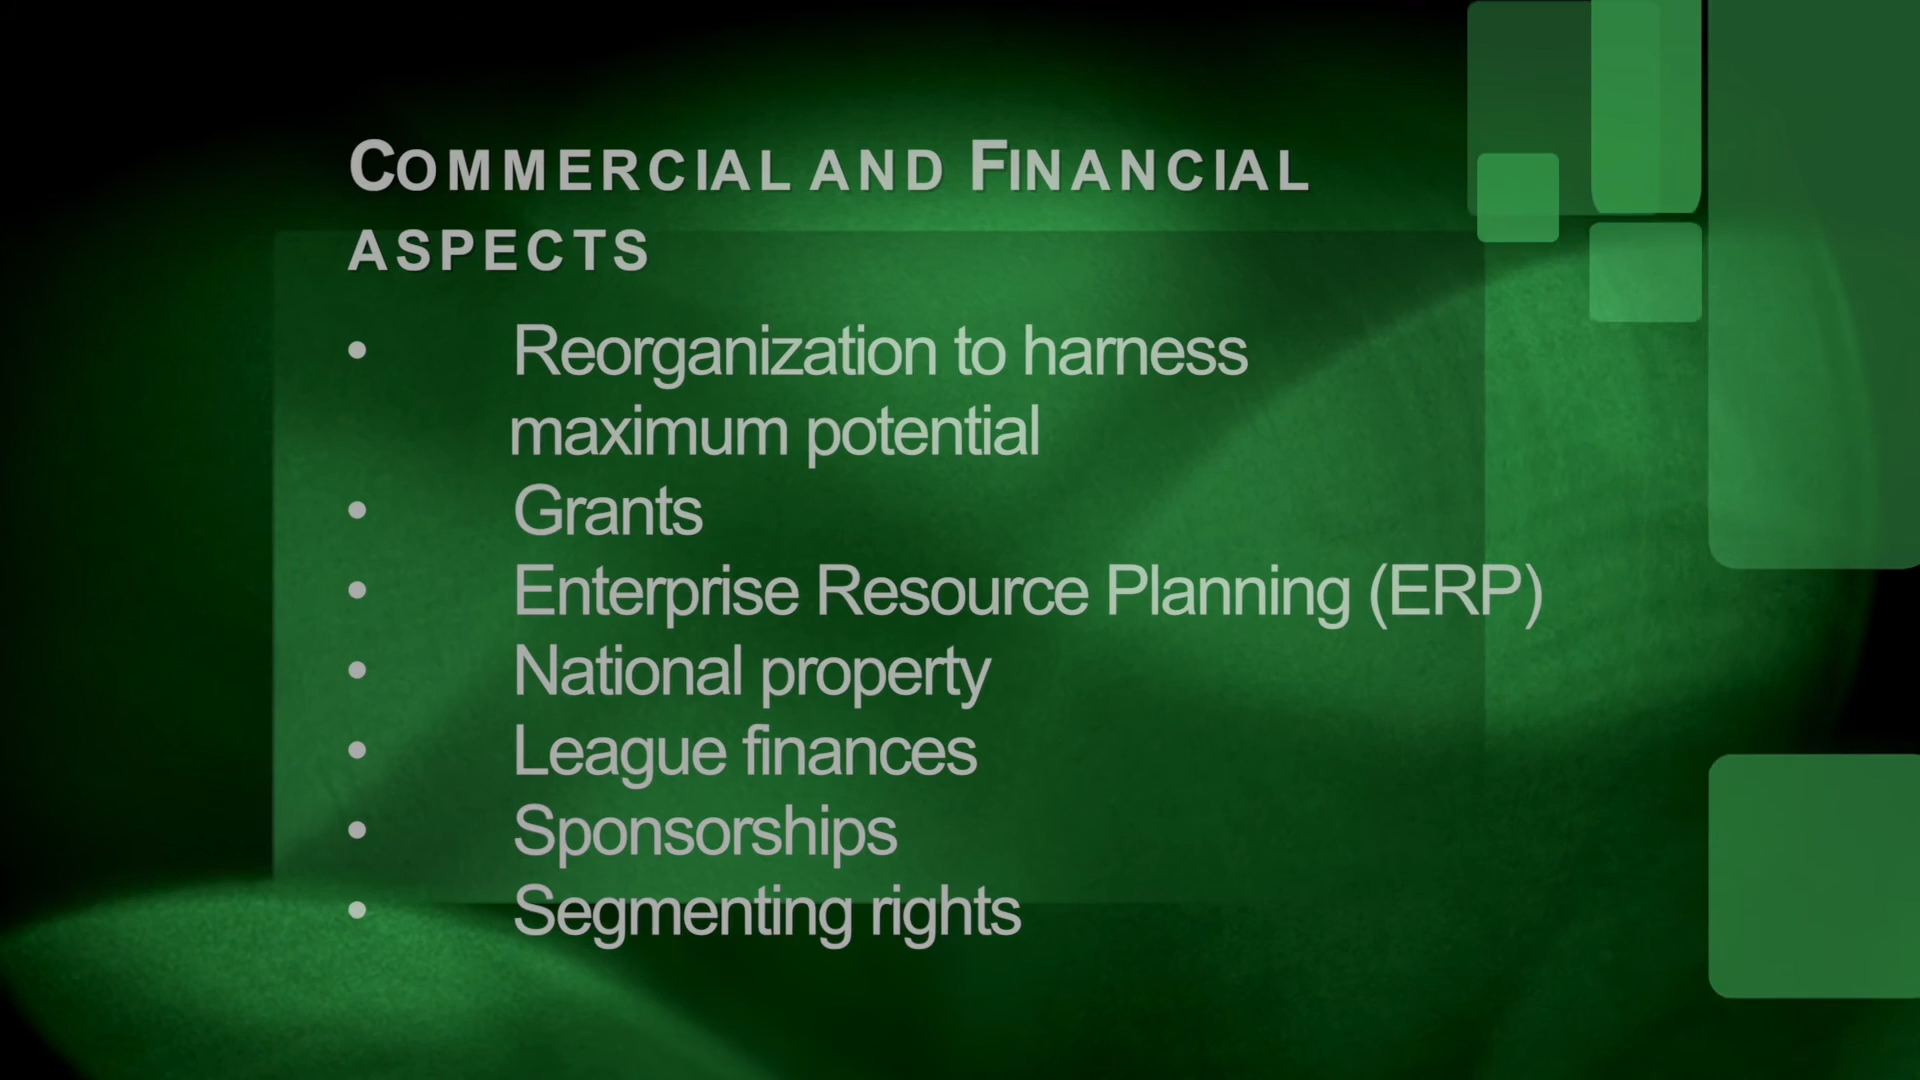 COMMERCIAL AND FINANCIAL
ASPECTS
• Reorganization to harness
maximum potential
• Grants
• Enterprise Resource Planning (ERP)
• National property
• League finances
• Sponsorships
• Segmenting rights